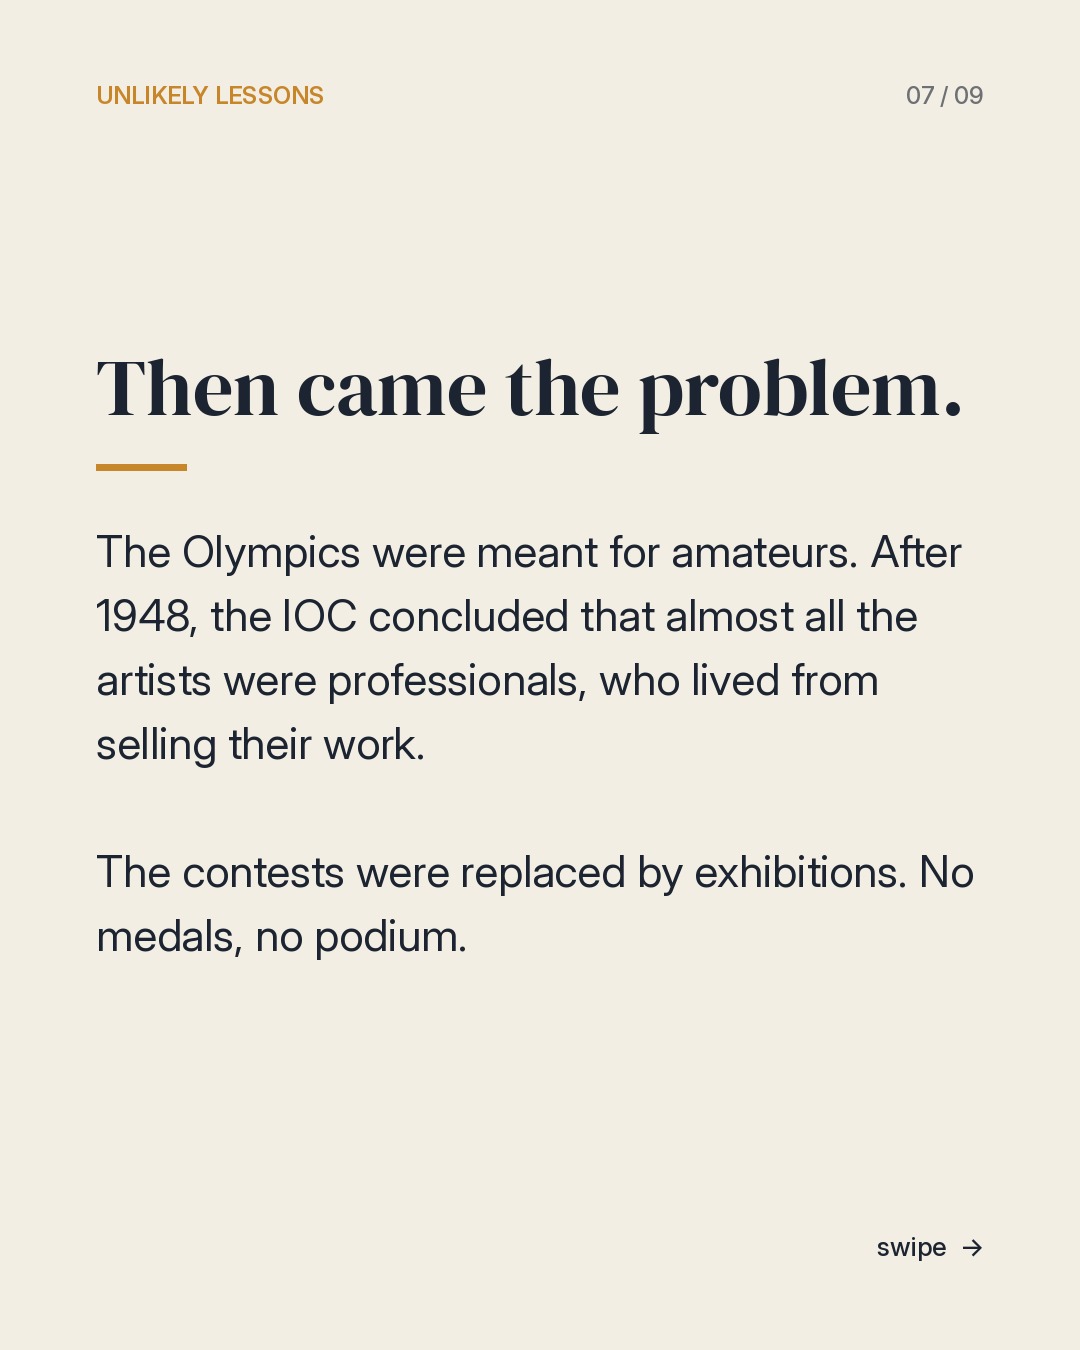 UNLIKELY LESSONS
07 / 09
Then came the problem.
The Olympics were meant for amateurs. After
1948, the IOC concluded that almost all the
artists were professionals, who lived from
selling their work.
The contests were replaced by exhibitions. No
medals, no podium.
swipe →